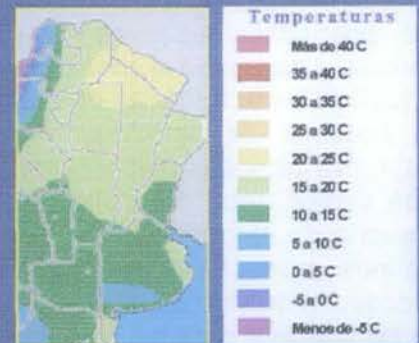 Temperaturas
Más de 40 C
35 a 40 C
30 a 35 C
25 a 30 C
20 a 25 C
15 a 20 C
10 a 15 C
5 a 10 C
0 a 5 C
-5 a 0 C
Menos de -5 C